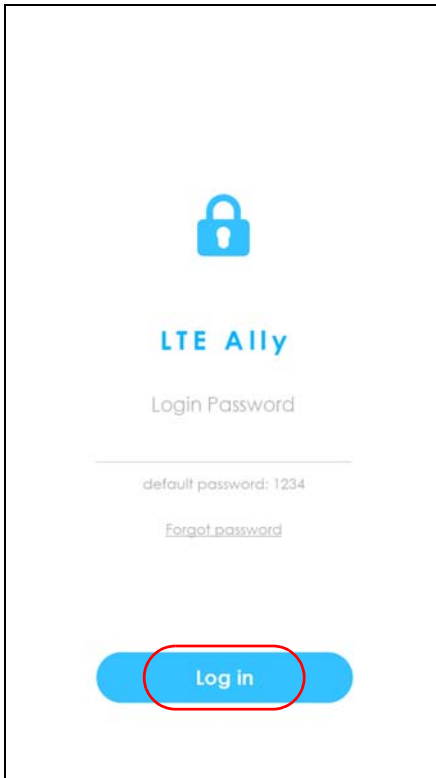 LTE Ally
Login Password
default password: 1234
Forgot password
Log in